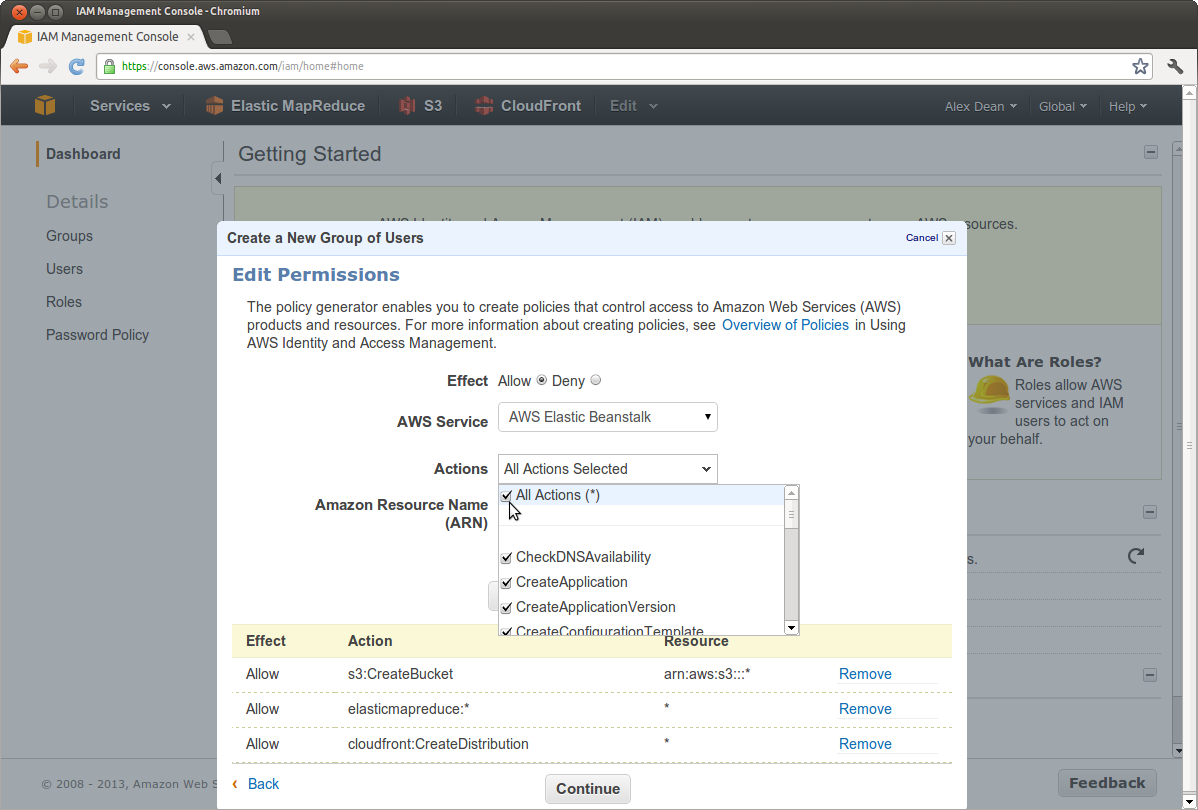 IAM Management Console - Chromium
IAM Management Console
https://console.aws.amazon.com/iam/home#home
Services
Elastic MapReduce
S3
CloudFront
Edit
Alex Dean
Global
Help
Dashboard
Details
Groups
Users
Roles
Password Policy
Getting Started
sources.
Create a New Group of Users
Cancel
Edit Permissions
The policy generator enables you to create policies that control access to Amazon Web Services (AWS)
products and resources. For more information about creating policies, see Overview of Policies in Using
AWS Identity and Access Management.
Effect Allow Deny
AWS Service AWS Elastic Beanstalk
Actions All Actions Selected
Amazon Resource Name
(ARN)
All Actions (*)
CheckDNSAvailability
CreateApplication
CreateApplicationVersion
CreateConfigurationTemplate
Effect Action Resource
Allow s3:CreateBucket arn:aws:s3:::* Remove
Allow elasticmapreduce:* * Remove
Allow cloudfront:CreateDistribution * Remove
‹ Back
Continue
What Are Roles?
Roles allow AWS
services and IAM
users to act on
your behalf.
s.
© 2008 - 2013, Amazon Web S
Feedback